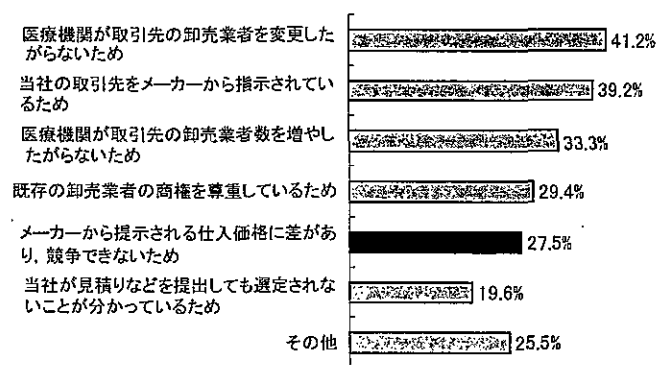 医療機関が取引先の卸売業者を変更した
がらないため
41.2%
当社の取引先をメーカーから指示されてい
るため
39.2%
医療機関が取引先の卸売業者数を増やし
たがらないため
33.3%
既存の卸売業者の商権を尊重しているため
29.4%
メーカーから提示される仕入価格に差があ
り,競争できないため
27.5%
当社が見積りなどを提出しても選定されな
いことが分かっているため
19.6%
その他
25.5%